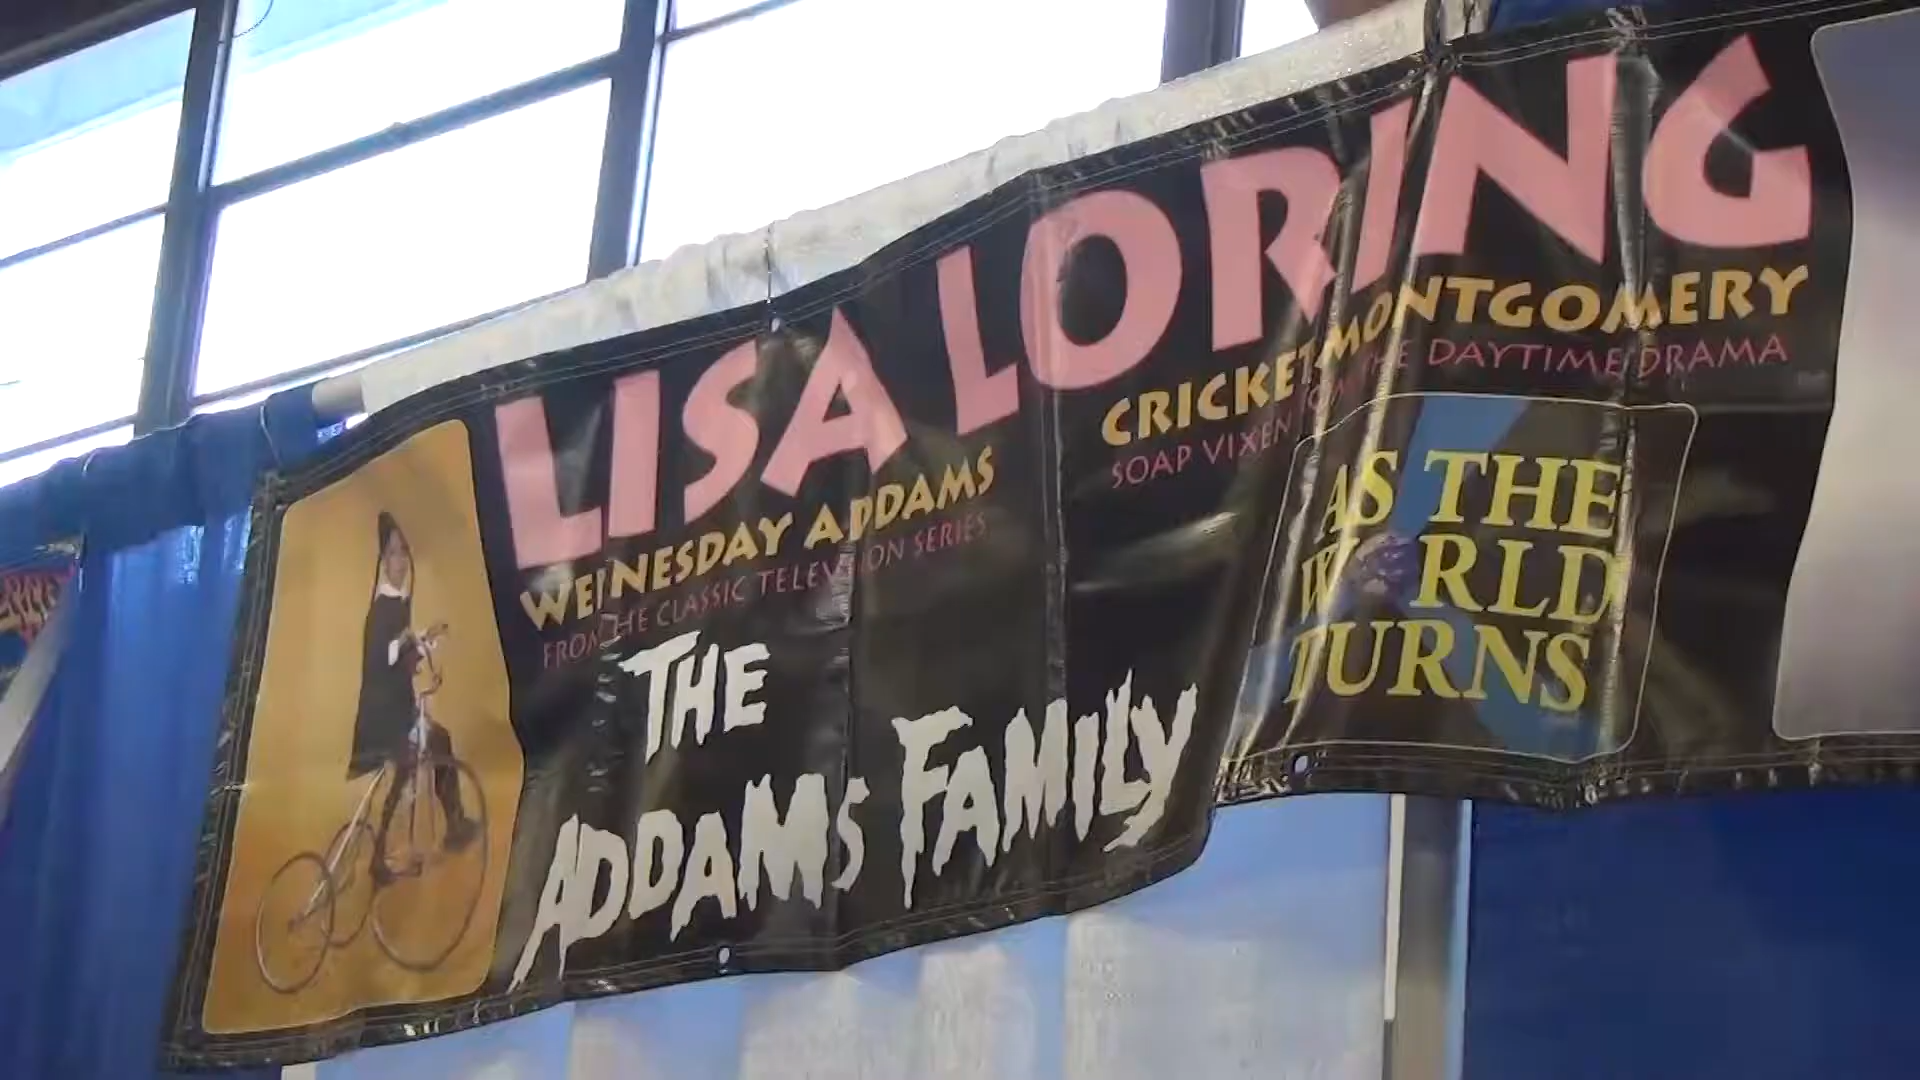 LISA LORING
WEDNESDAY ADDAMS
FROM THE CLASSIC TELEVISION SERIES
THE
ADDAMS FAMILY
CRICKET MONTGOMERY
SOAP VIXEN FROM THE DAYTIME DRAMA
AS THE
WORLD
TURNS